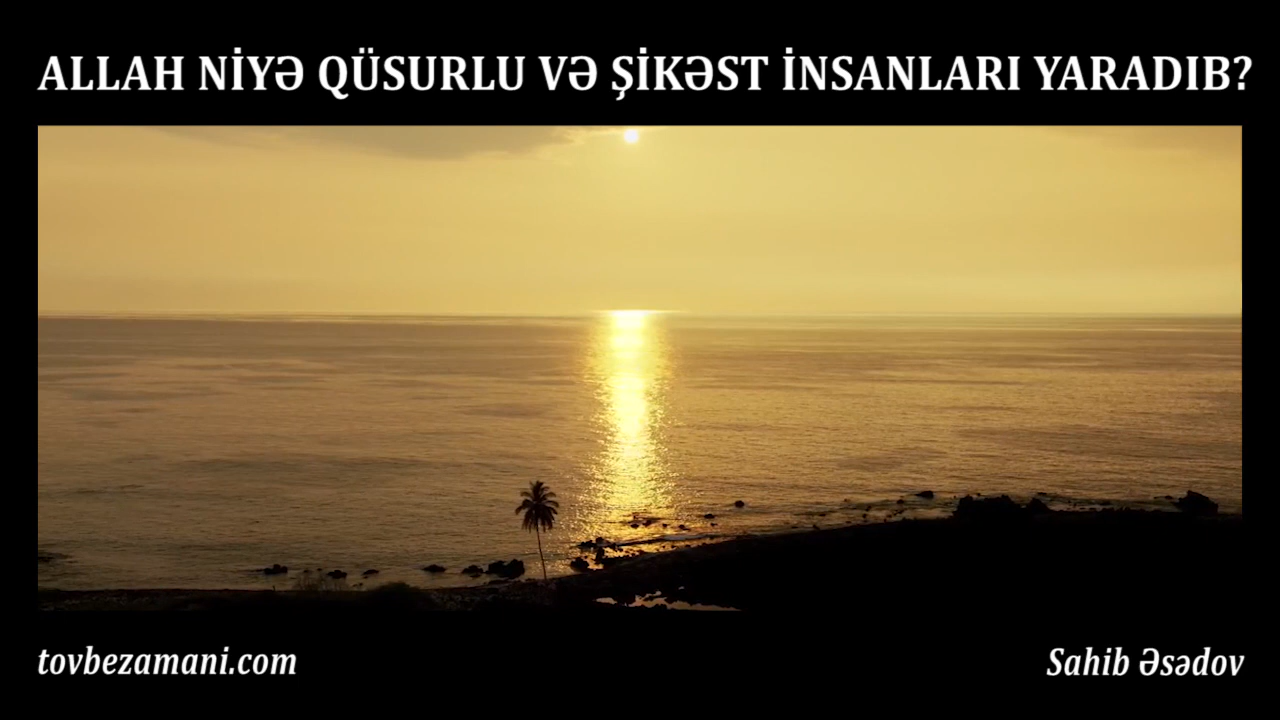 ALLAH NİYƏ QÜSURLU VƏ ŞİKƏST İNSANLARI YARADIB?
tovbezamani.com
Sahib Əsədov